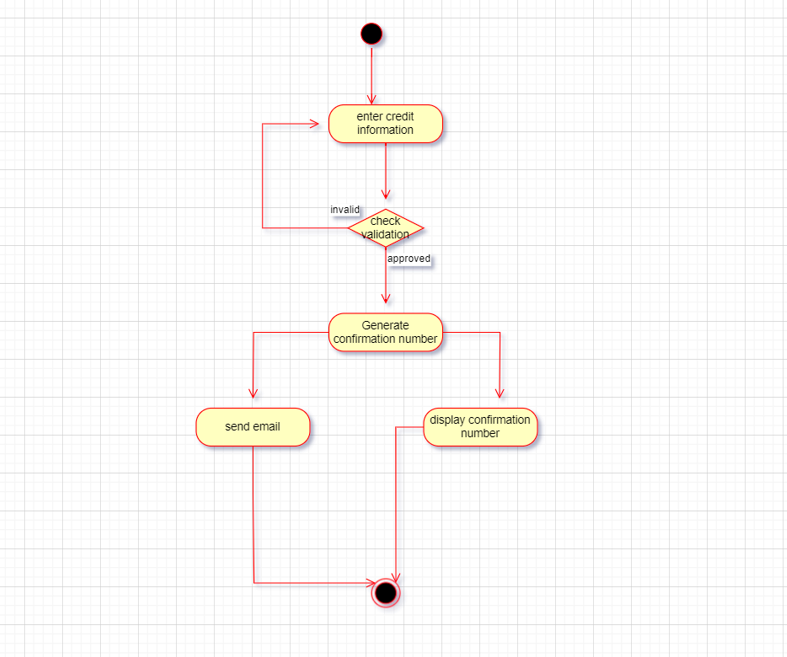 enter credit
information
invalid
check
validation
approved
Generate
confirmation number
send email
display confirmation
number